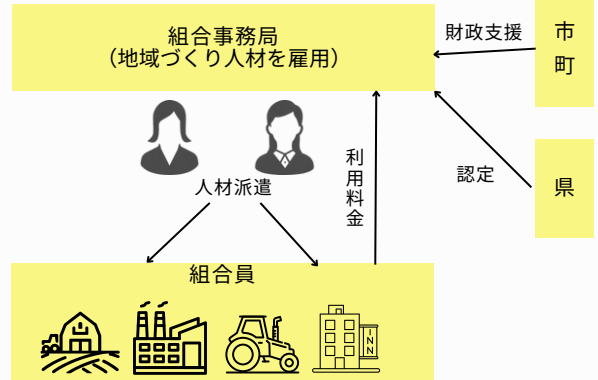 組合事務局
（地域づくり人材を雇用）
財政支援
市町
人材派遣
利用料金
認定
県
組合員
INN